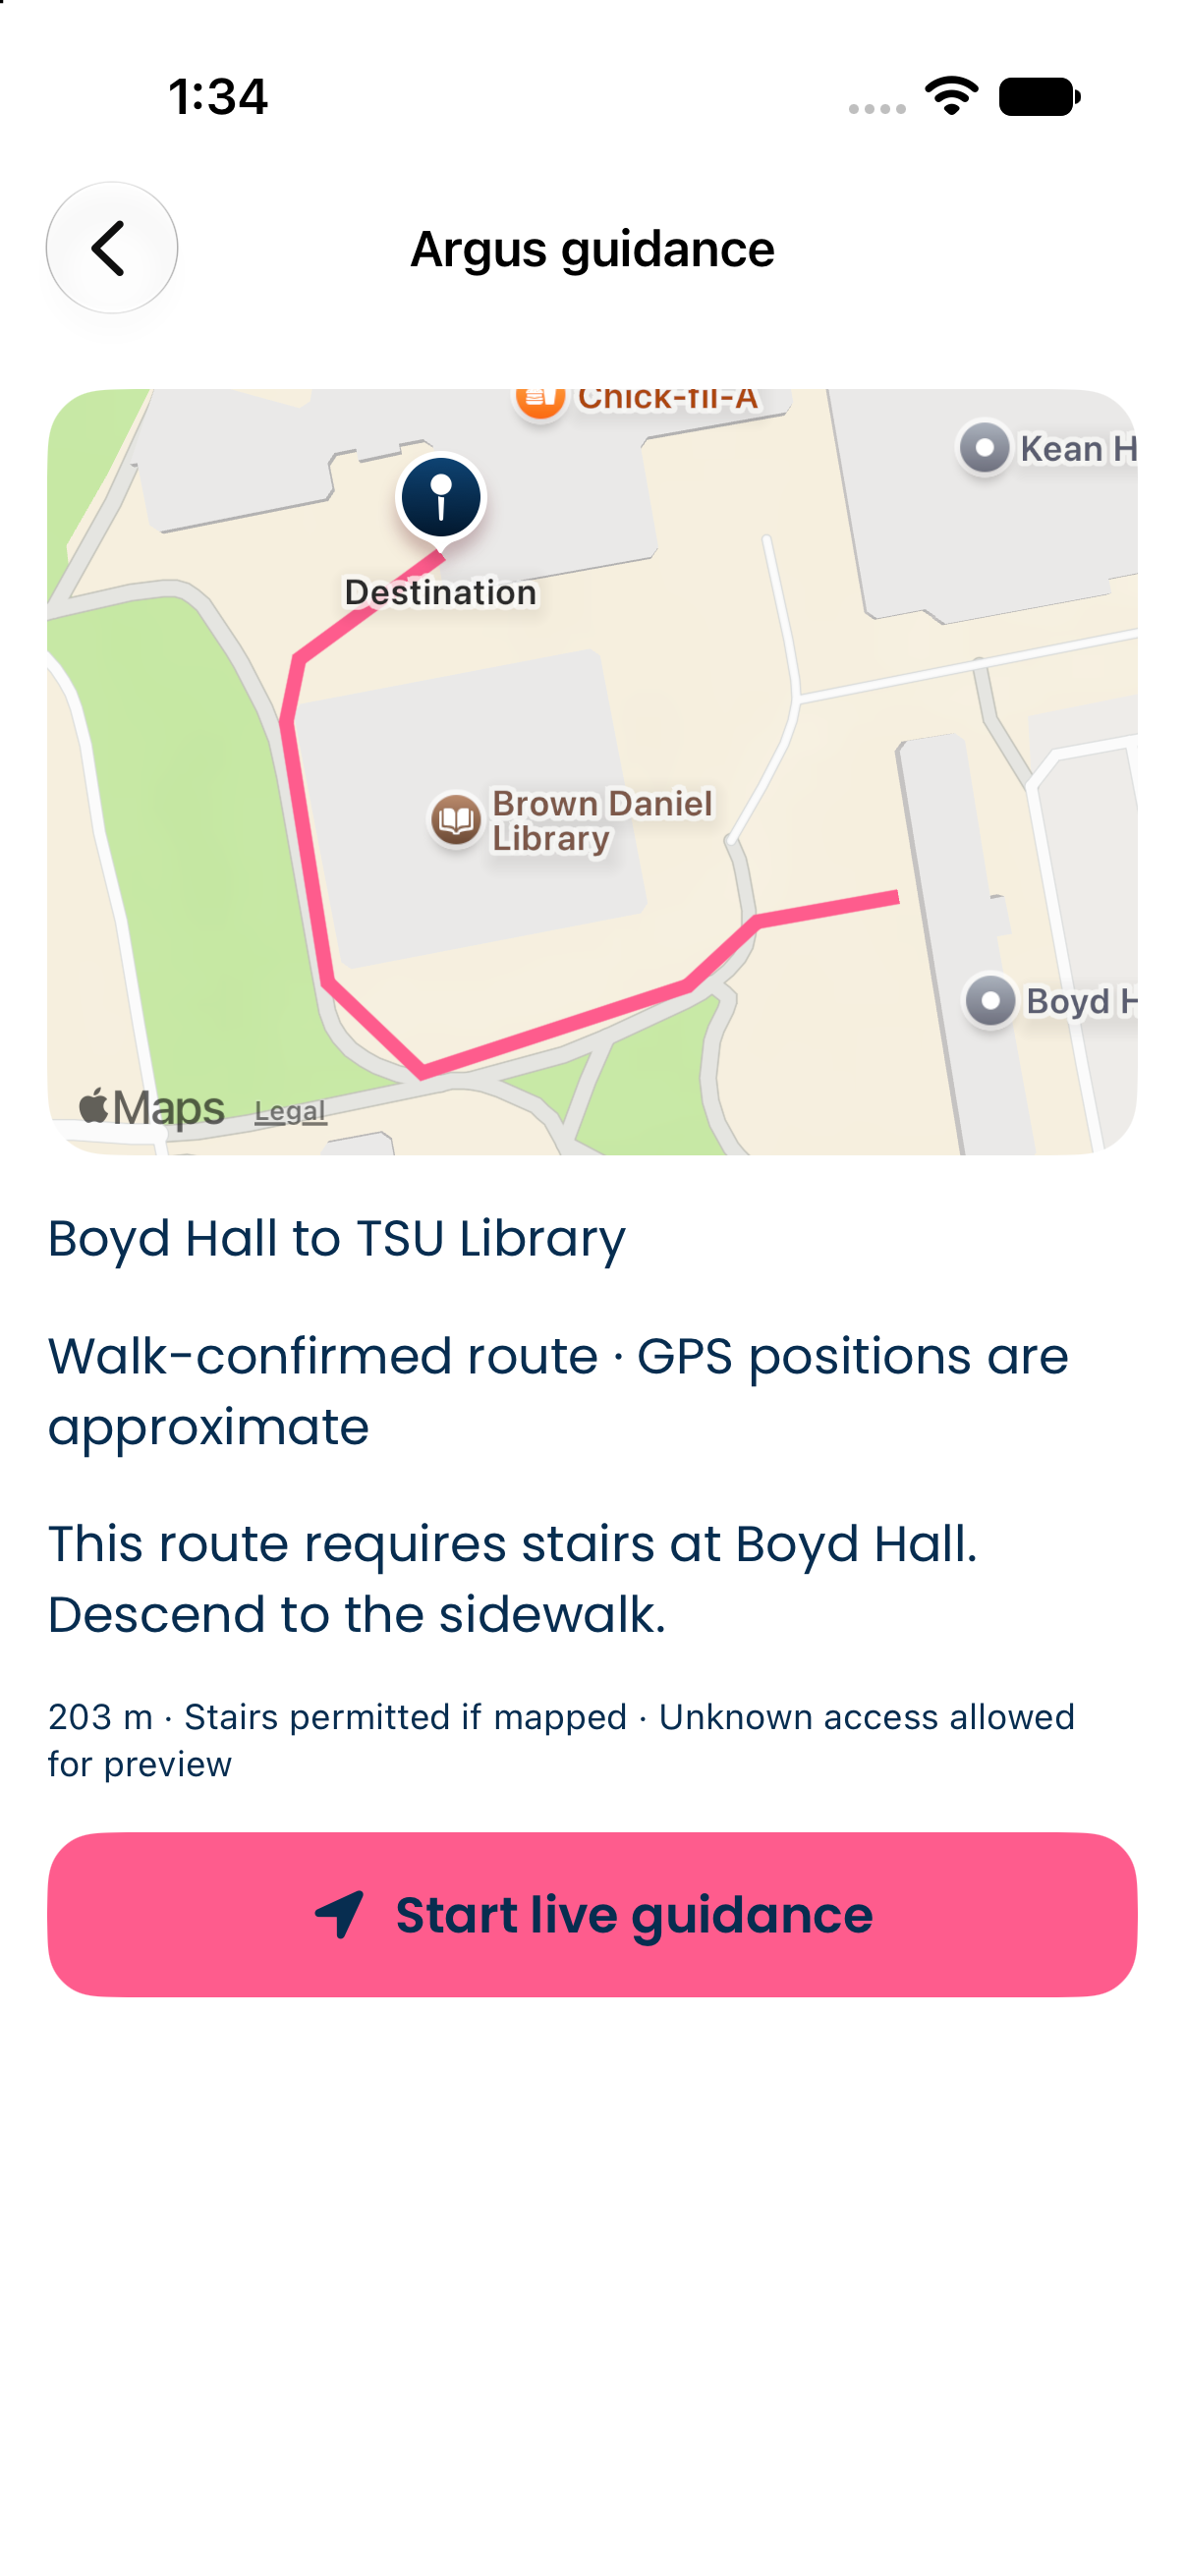 1:34
Argus guidance
Chick-fil-A
Kean H
Destination
Brown Daniel
Library
Boyd H
Maps Legal
Boyd Hall to TSU Library
Walk-confirmed route · GPS positions are
approximate
This route requires stairs at Boyd Hall.
Descend to the sidewalk.
203 m · Stairs permitted if mapped · Unknown access allowed
for preview
Start live guidance